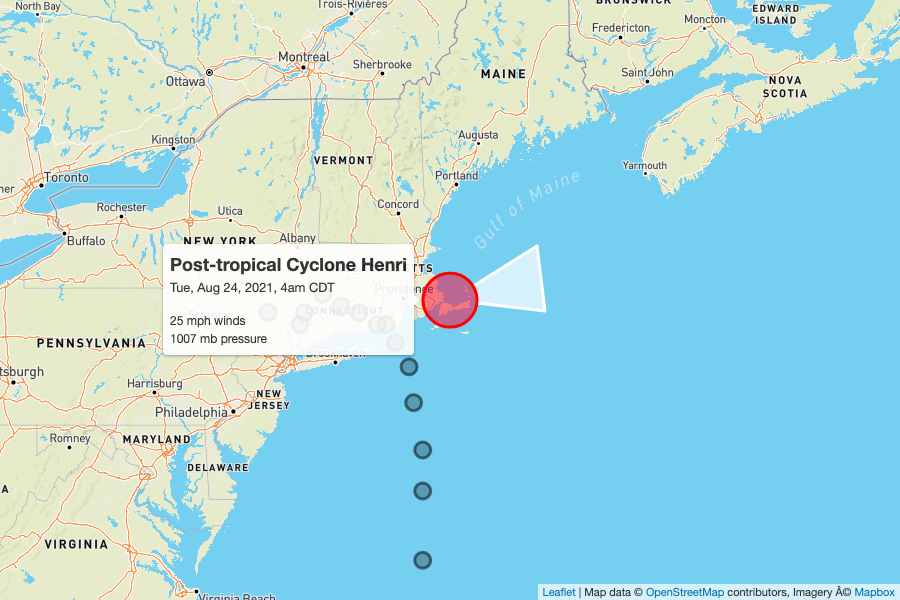 North Bay
Trois-Rivières
BRUNSWICK
EDWARD
ISLAND
Moncton
Fredericton
Montreal
Sherbrooke
Ottawa
MAINE
Saint John
NOVA
SCOTIA
Kingston
Augusta
VERMONT
Yarmouth
Toronto
Portland
Gulf of Maine
Rochester
Utica
Concord
Buffalo
Albany
NEW YORK
TTS
Post-tropical Cyclone Henri
Tue, Aug 24, 2021, 4am CDT
25 mph winds
1007 mb pressure
Providence
CONNECTICUT
PENNSYLVANIA
Brookhaven
sburgh
Harrisburg
NEW
JERSEY
Philadelphia
Romney
MARYLAND
DELAWARE
A
VIRGINIA
Virginia Beach
Leaflet | Map data © OpenStreetMap contributors, Imagery Â© Mapbox